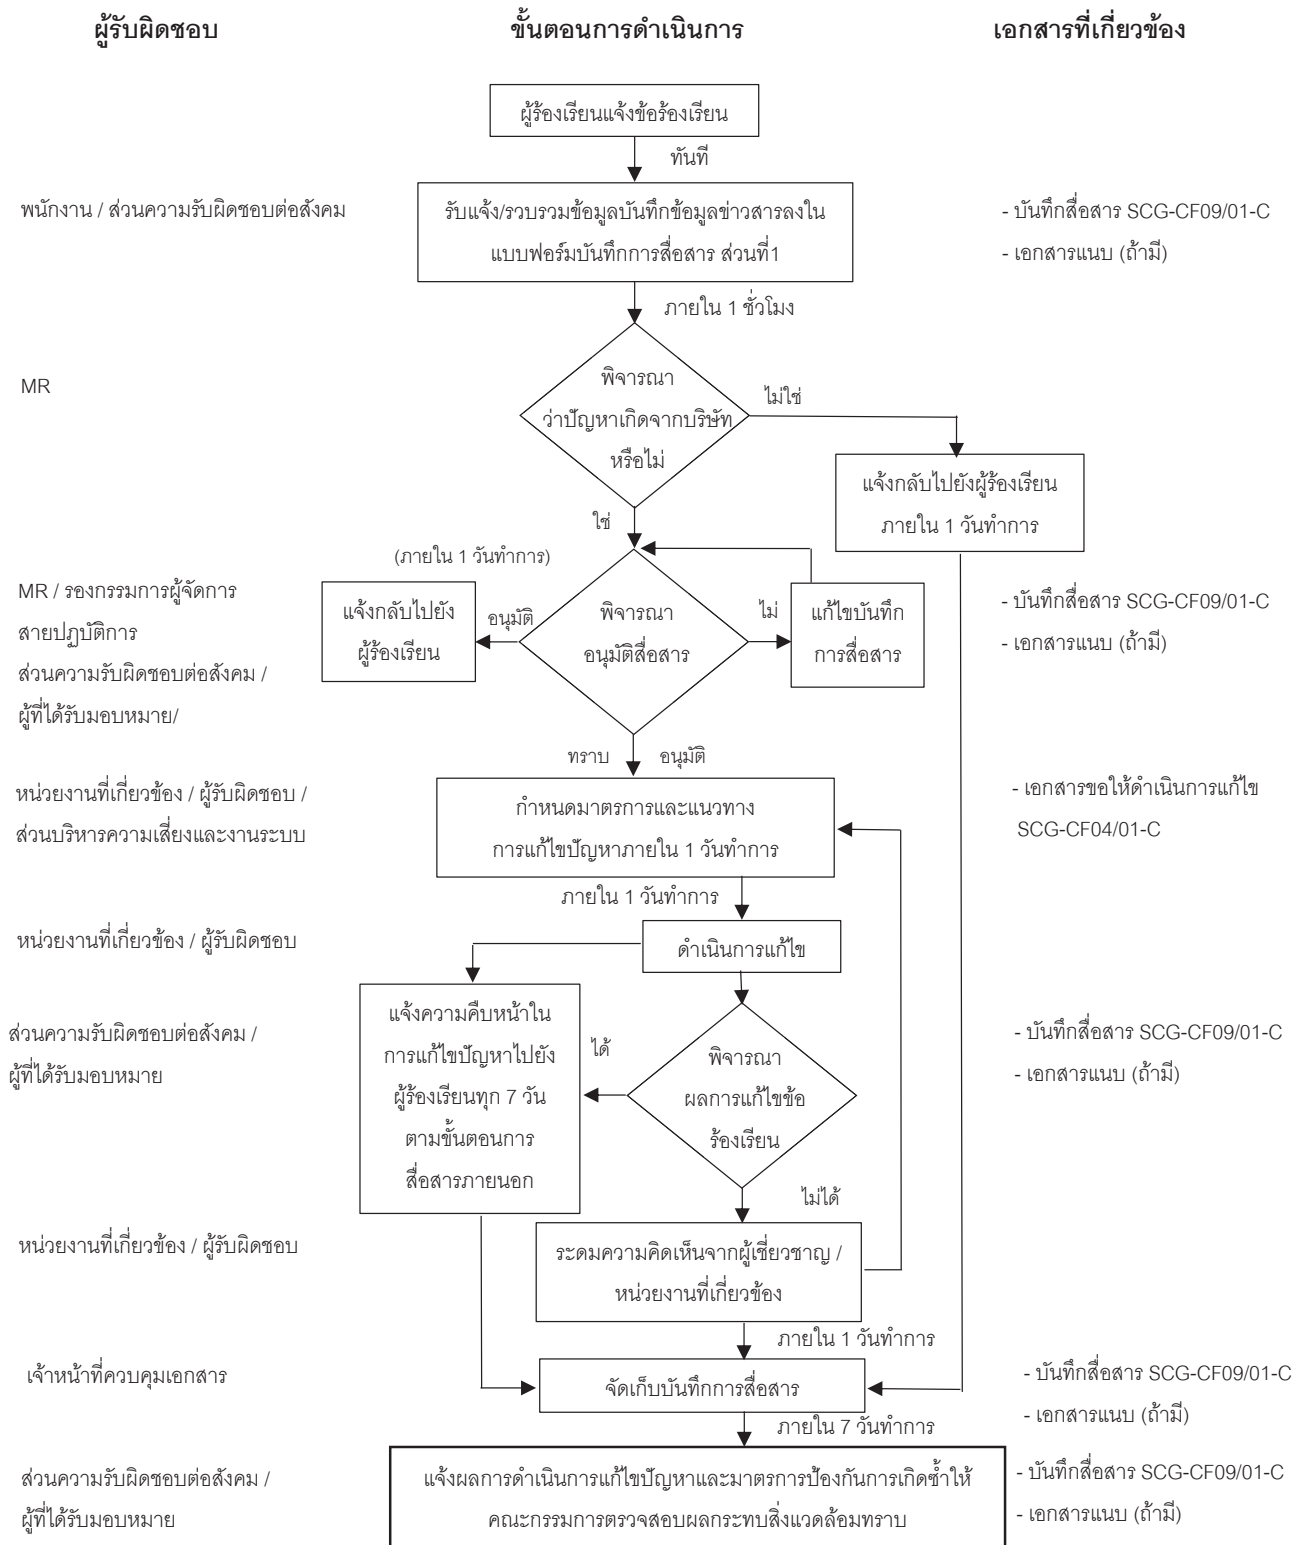 ผู้รับผิดชอบ
ขั้นตอนการดำเนินการ
เอกสารที่เกี่ยวข้อง
ผู้ร้องเรียนแจ้งข้อร้องเรียน
ทันที
พนักงาน / ส่วนความรับผิดชอบต่อสังคม
รับแจ้ง/รวบรวมข้อมูลบันทึกข้อมูลข่าวสารลงใน
แบบฟอร์มบันทึกการสื่อสาร ส่วนที่1
- บันทึกสื่อสาร SCG-CF09/01-C
- เอกสารแนบ (ถ้ามี)
ภายใน 1 ชั่วโมง
MR
พิจารณา
ว่าปัญหาเกิดจากบริษัท
หรือไม่
ไม่ใช่
แจ้งกลับไปยังผู้ร้องเรียน
ภายใน 1 วันทำการ
ใช่
(ภายใน 1 วันทำการ)
MR / รองกรรมการผู้จัดการ
สายปฏบัติการ
ส่วนความรับผิดชอบต่อสังคม /
ผู้ที่ได้รับมอบหมาย/
แจ้งกลับไปยัง
ผู้ร้องเรียน
อนุมัติ
พิจารณา
อนุมัติสื่อสาร
ไม่
แก้ไขบันทึก
การสื่อสาร
- บันทึกสื่อสาร SCG-CF09/01-C
- เอกสารแนบ (ถ้ามี)
ทราบ
อนุมัติ
หน่วยงานที่เกี่ยวข้อง / ผู้รับผิดชอบ /
ส่วนบริหารความเสี่ยงและงานระบบ
กำหนดมาตรการและแนวทาง
การแก้ไขปัญหาภายใน 1 วันทำการ
- เอกสารขอให้ดำเนินการแก้ไข
SCG-CF04/01-C
ภายใน 1 วันทำการ
หน่วยงานที่เกี่ยวข้อง / ผู้รับผิดชอบ
ดำเนินการแก้ไข
ส่วนความรับผิดชอบต่อสังคม /
ผู้ที่ได้รับมอบหมาย
แจ้งความคืบหน้าใน
การแก้ไขปัญหาไปยัง
ผู้ร้องเรียนทุก 7 วัน
ตามขั้นตอนการ
สื่อสารภายนอก
ได้
พิจารณา
ผลการแก้ไขข้อ
ร้องเรียน
- บันทึกสื่อสาร SCG-CF09/01-C
- เอกสารแนบ (ถ้ามี)
ไม่ได้
หน่วยงานที่เกี่ยวข้อง / ผู้รับผิดชอบ
ระดมความคิดเห็นจากผู้เชี่ยวชาญ /
หน่วยงานที่เกี่ยวข้อง
ภายใน 1 วันทำการ
เจ้าหน้าที่ควบคุมเอกสาร
จัดเก็บบันทึกการสื่อสาร
- บันทึกสื่อสาร SCG-CF09/01-C
- เอกสารแนบ (ถ้ามี)
ภายใน 7 วันทำการ
ส่วนความรับผิดชอบต่อสังคม /
ผู้ที่ได้รับมอบหมาย
แจ้งผลการดำเนินการแก้ไขปัญหาและมาตรการป้องกันการเกิดซ้ำให้
คณะกรรมการตรวจสอบผลกระทบสิ่งแวดล้อมทราบ
- บันทึกสื่อสาร SCG-CF09/01-C
- เอกสารแนบ (ถ้ามี)